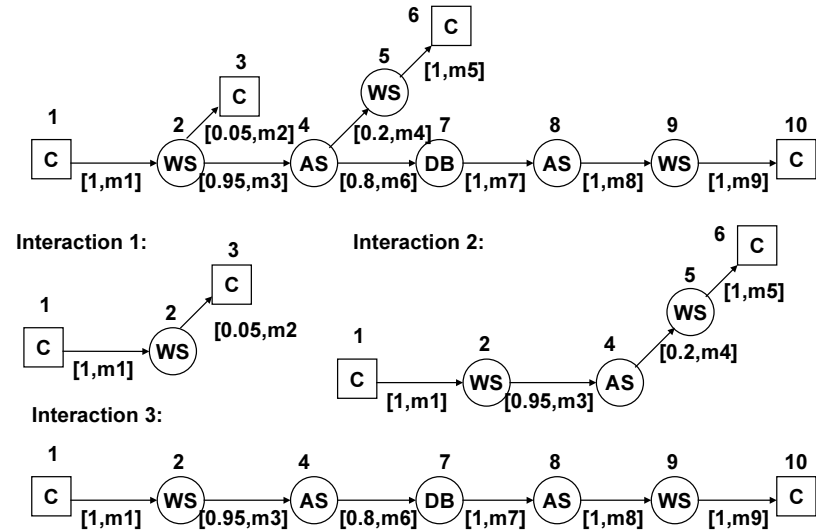 6
C
5
WS
[1,m5]
3
C
1
2
[0.05,m2]
4
[0.2,m4]
7
8
9
10
C
WS
AS
DB
AS
WS
C
[1,m1]
[0.95,m3]
[0.8,m6]
[1,m7]
[1,m8]
[1,m9]
Interaction 1:
3
C
1
2
[0.05,m2
C
WS
[1,m1]
Interaction 2:
6
C
5
WS
[1,m5]
1
2
4
[0.2,m4]
C
WS
AS
[1,m1]
[0.95,m3]
Interaction 3:
1
2
4
7
8
9
10
C
WS
AS
DB
AS
WS
C
[1,m1]
[0.95,m3]
[0.8,m6]
[1,m7]
[1,m8]
[1,m9]